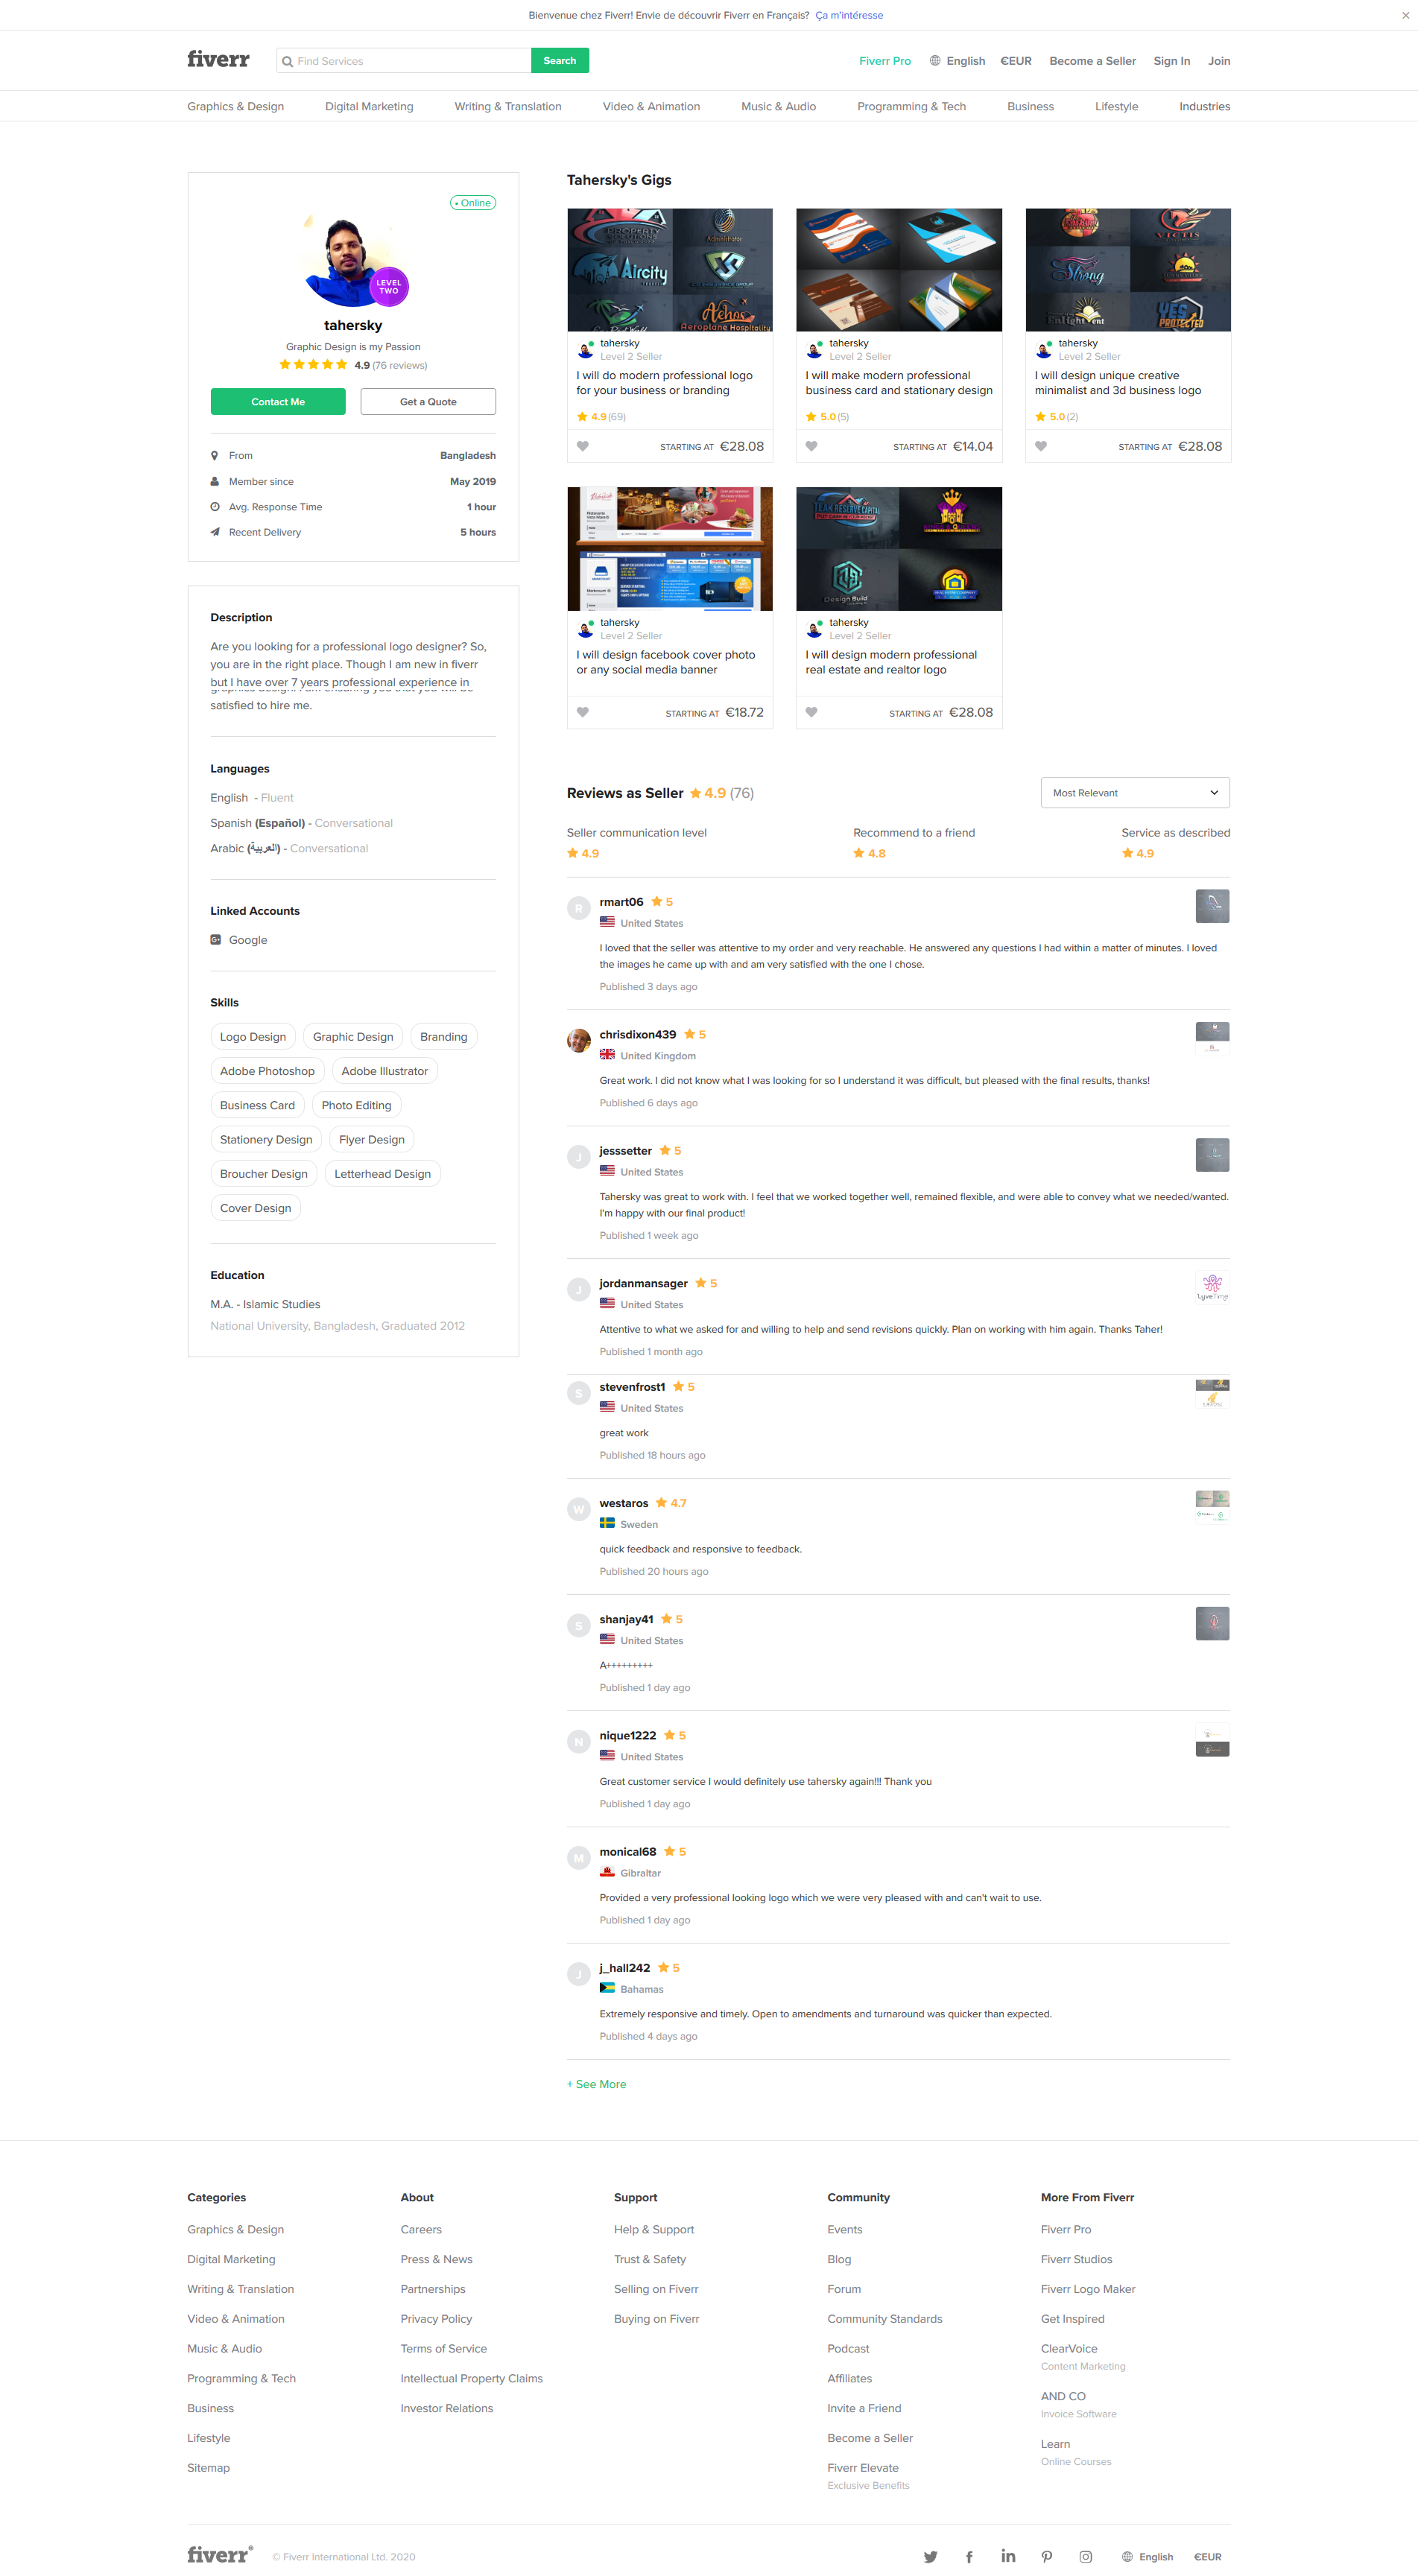 Bienvenue chez Fiverr! Envie de découvrir Fiverr en Français? Ça m'intéresse
fiverr
Find Services
Search
Fiverr Pro English €EUR Become a Seller Sign In Join
Graphics & Design Digital Marketing Writing & Translation Video & Animation Music & Audio Programming & Tech Business Lifestyle Industries
• Online
LEVEL
TWO
tahersky
Graphic Design is my Passion
4.9 (76 reviews)
Contact Me Get a Quote
From Bangladesh
Member since May 2019
Avg. Response Time 1 hour
Recent Delivery 5 hours
Description
Are you looking for a professional logo designer? So,
you are in the right place. Though I am new in fiverr
but I have over 7 years professional experience in
graphics design. I am ensuring you that you will be
satisfied to hire me.
Languages
English - Fluent
Spanish (Español) - Conversational
Arabic (العربية) - Conversational
Linked Accounts
Google
Skills
Logo Design Graphic Design Branding
Adobe Photoshop Adobe Illustrator
Business Card Photo Editing
Stationery Design Flyer Design
Broucher Design Letterhead Design
Cover Design
Education
M.A. - Islamic Studies
National University, Bangladesh, Graduated 2012
Tahersky's Gigs
Administrator
Aircity
Aehos
Aeroplane Hospitality
tahersky
Level 2 Seller
I will do modern professional logo
for your business or branding
4.9 (69)
STARTING AT €28.08
tahersky
Level 2 Seller
I will make modern professional
business card and stationary design
5.0 (5)
STARTING AT €14.04
VICTIS
Strong
YES
PROTECTED
tahersky
Level 2 Seller
I will design unique creative
minimalist and 3d business logo
5.0 (2)
STARTING AT €28.08
tahersky
Level 2 Seller
I will design facebook cover photo
or any social media banner
STARTING AT €18.72
TEAK RESERVE CAPITAL
Design Build
tahersky
Level 2 Seller
I will design modern professional
real estate and realtor logo
STARTING AT €28.08
Reviews as Seller 4.9 (76)
Most Relevant
Seller communication level Recommend to a friend Service as described
4.9 4.8 4.9
R
rmart06 5
United States
I loved that the seller was attentive to my order and very reachable. He answered any questions I had within a matter of minutes. I loved
the images he came up with and am very satisfied with the one I chose.
Published 3 days ago
chrisdixon439 5
United Kingdom
Great work. I did not know what I was looking for so I understand it was difficult, but pleased with the final results, thanks!
Published 6 days ago
J
jesssetter 5
United States
Tahersky was great to work with. I feel that we worked together well, remained flexible, and were able to convey what we needed/wanted.
I'm happy with our final product!
Published 1 week ago
J
jordanmansager 5
United States
LyveTime
Attentive to what we asked for and willing to help and send revisions quickly. Plan on working with him again. Thanks Taher!
Published 1 month ago
S
stevenfrost1 5
United States
great work
Published 18 hours ago
W
westaros 4.7
Sweden
quick feedback and responsive to feedback.
Published 20 hours ago
S
shanjay41 5
United States
A+++++++++
Published 1 day ago
N
nique1222 5
United States
Great customer service I would definitely use tahersky again!!! Thank you
Published 1 day ago
M
monical68 5
Gibraltar
Provided a very professional looking logo which we were very pleased with and can't wait to use.
Published 1 day ago
J
j_hall242 5
Bahamas
Extremely responsive and timely. Open to amendments and turnaround was quicker than expected.
Published 4 days ago
+ See More
Categories
Graphics & Design
Digital Marketing
Writing & Translation
Video & Animation
Music & Audio
Programming & Tech
Business
Lifestyle
Sitemap
About
Careers
Press & News
Partnerships
Privacy Policy
Terms of Service
Intellectual Property Claims
Investor Relations
Support
Help & Support
Trust & Safety
Selling on Fiverr
Buying on Fiverr
Community
Events
Blog
Forum
Community Standards
Podcast
Affiliates
Invite a Friend
Become a Seller
Fiverr Elevate
Exclusive Benefits
More From Fiverr
Fiverr Pro
Fiverr Studios
Fiverr Logo Maker
Get Inspired
ClearVoice
Content Marketing
AND CO
Invoice Software
Learn
Online Courses
fiverr® © Fiverr International Ltd. 2020
English €EUR